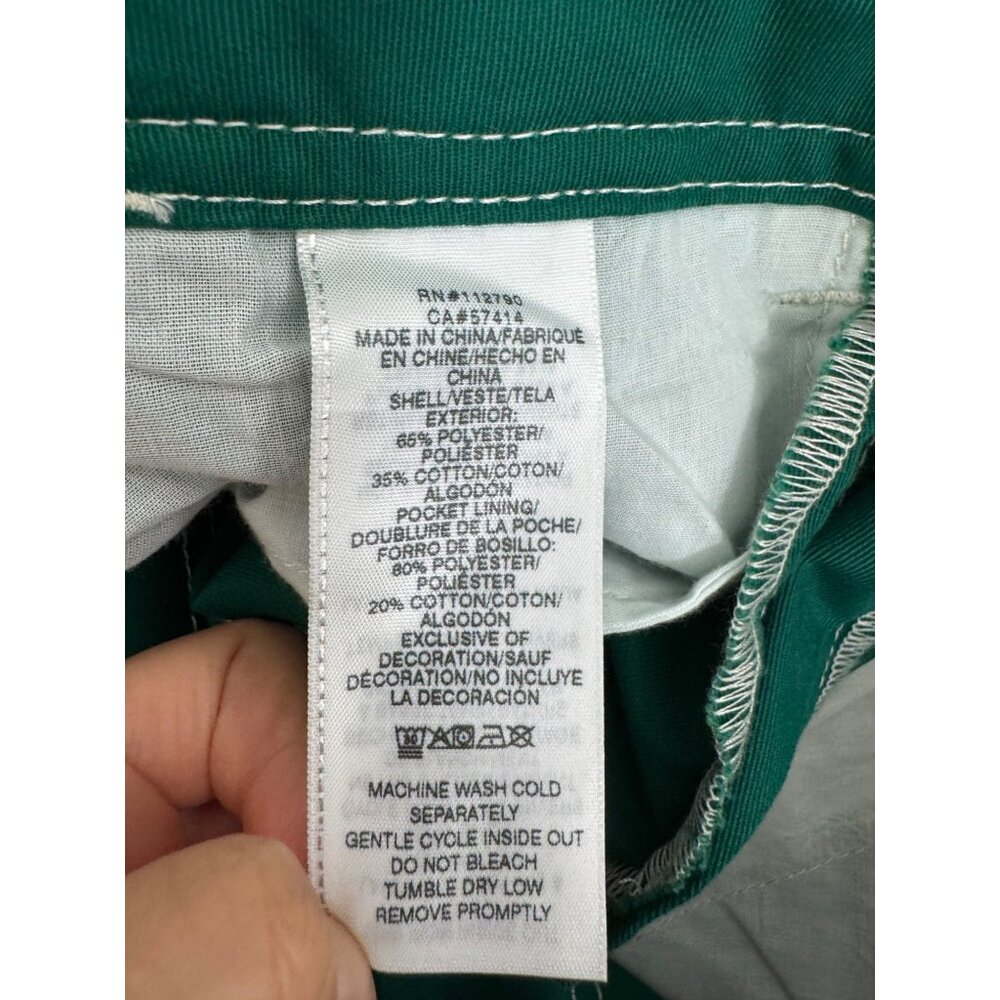 RN#112790
CA#57414
MADE IN CHINA/FABRIQUÉ
EN CHINE/HECHO EN
CHINA
SHELL/VESTE/TELA
EXTERIOR:
65% POLYESTER/
POLIÉSTER
35% COTTON/COTON/
ALGODÓN
POCKET LINING/
DOUBLURE DE LA POCHE/
FORRO DE BOSILLO:
80% POLYESTER/
POLIÉSTER
20% COTTON/COTON/
ALGODÓN
EXCLUSIVE OF
DECORATION/SAUF
DÉCORATION/NO INCLUYE
LA DECORACIÓN
MACHINE WASH COLD
SEPARATELY
GENTLE CYCLE INSIDE OUT
DO NOT BLEACH
TUMBLE DRY LOW
REMOVE PROMPTLY